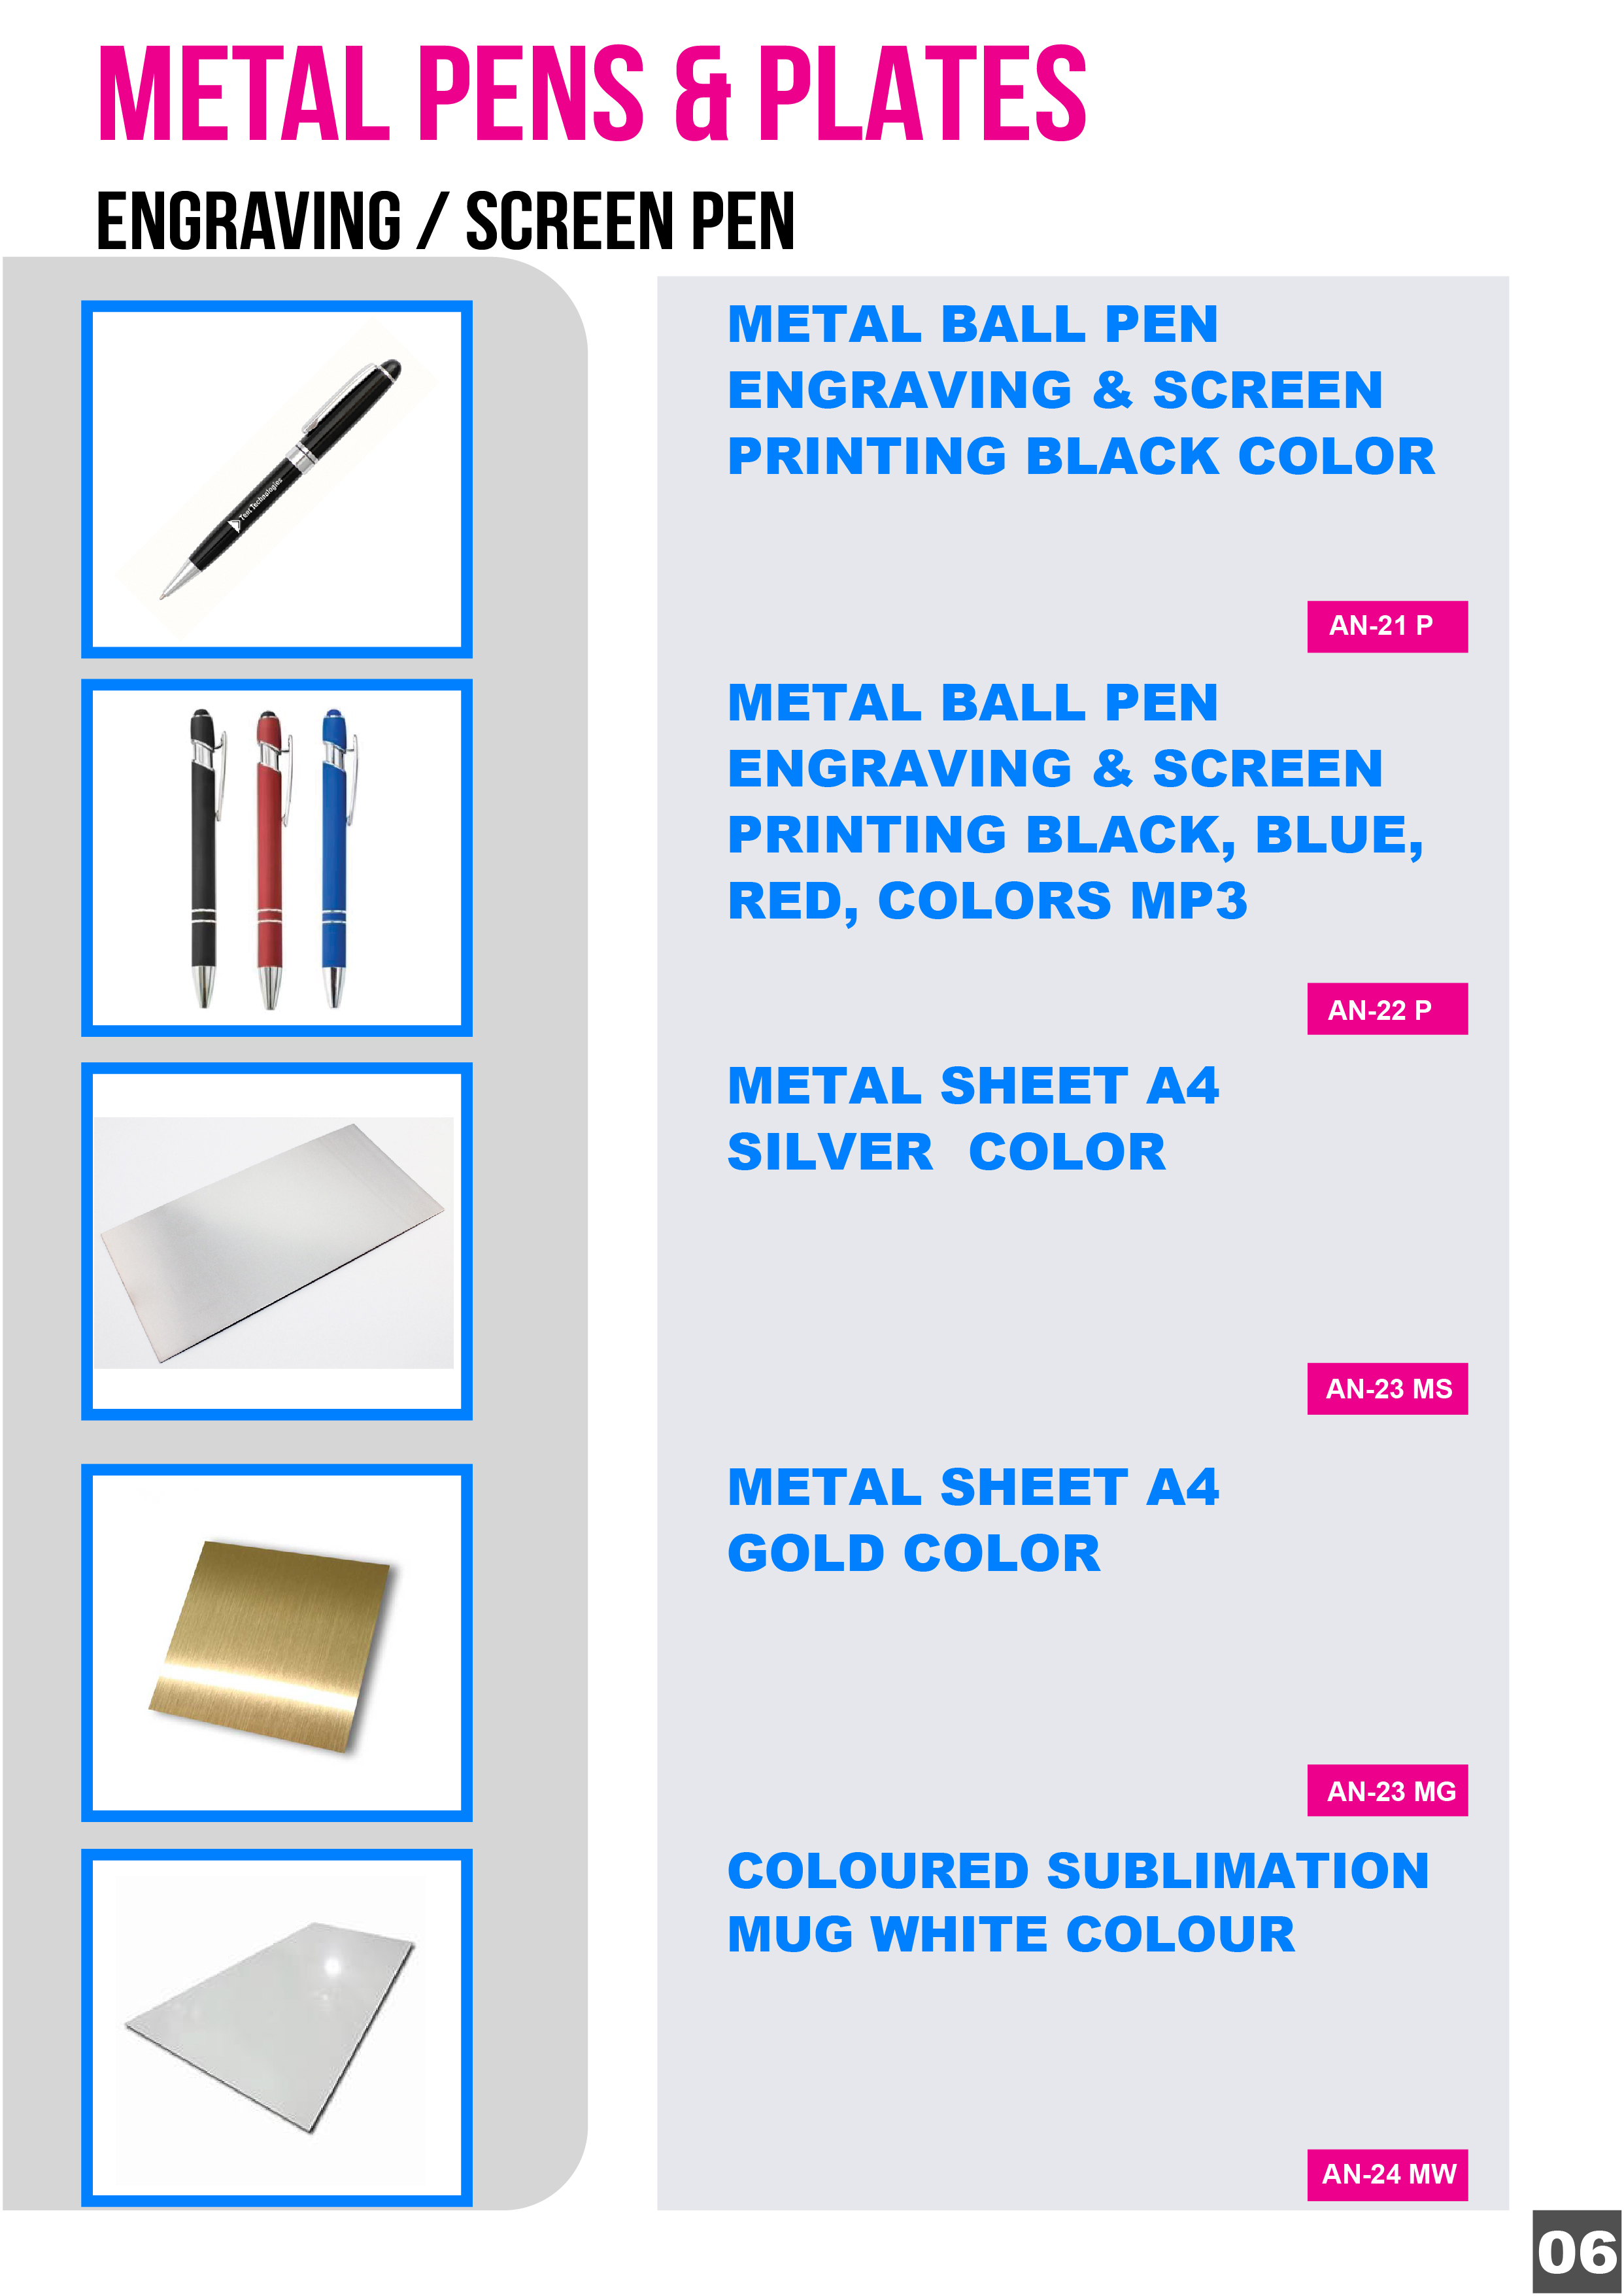 METAL PENS & PLATES
ENGRAVING / SCREEN PEN
Test Technologies
METAL BALL PEN
ENGRAVING & SCREEN
PRINTING BLACK COLOR
AN-21 P
METAL BALL PEN
ENGRAVING & SCREEN
PRINTING BLACK, BLUE,
RED, COLORS MP3
AN-22 P
METAL SHEET A4
SILVER  COLOR
AN-23 MS
METAL SHEET A4
GOLD COLOR
AN-23 MG
COLOURED SUBLIMATION
MUG WHITE COLOUR
AN-24 MW
06